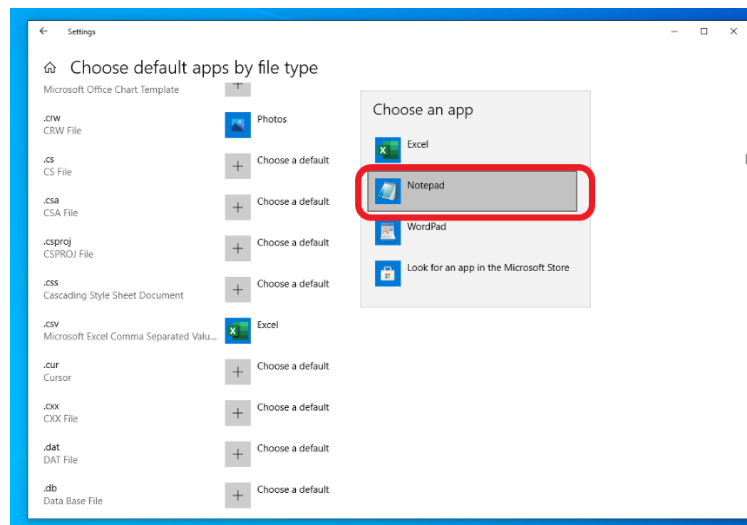 Settings
Choose default apps by file type
Microsoft Office Chart Template
.crw
CRW File
Photos
.cs
CS File
Choose a default
.csa
CSA File
Choose a default
.csproj
CSPROJ File
Choose a default
.css
Cascading Style Sheet Document
Choose a default
.csv
Microsoft Excel Comma Separated Valu...
Excel
.cur
Cursor
Choose a default
.cxx
CXX File
Choose a default
.dat
DAT File
Choose a default
.db
Data Base File
Choose a default
Choose an app
Excel
Notepad
WordPad
Look for an app in the Microsoft Store